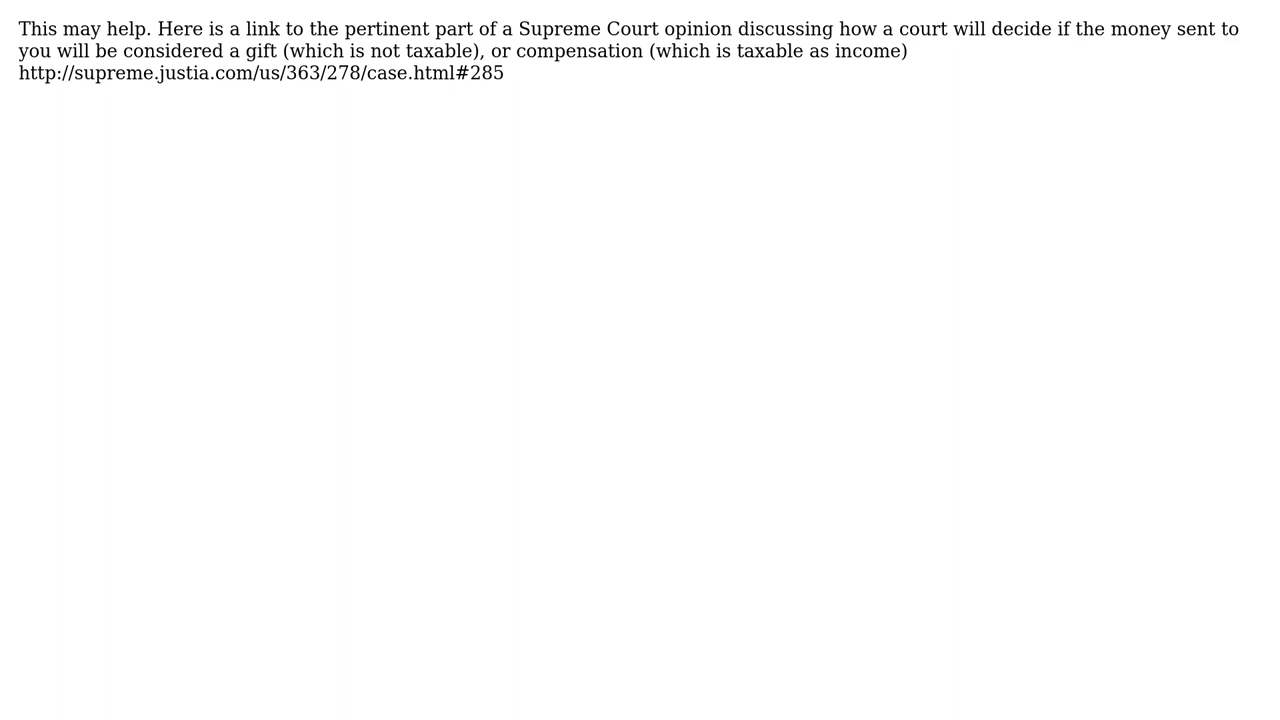 This may help. Here is a link to the pertinent part of a Supreme Court opinion discussing how a court will decide if the money sent to
you will be considered a gift (which is not taxable), or compensation (which is taxable as income)
http://supreme.justia.com/us/363/278/case.html#285